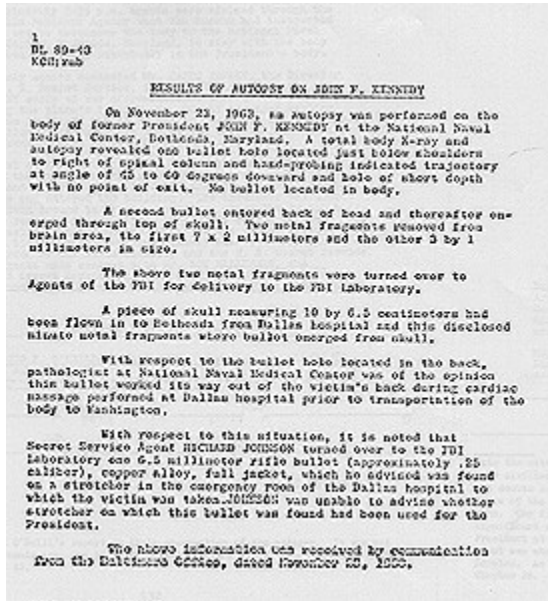 1
DL 89-43
KCH:mab
RESULTS OF AUTOPSY ON JOHN F. KENNEDY
On November 22, 1963, an autopsy was performed on the
body of former President JOHN F. KENNEDY at the National Naval
Medical Center, Bethesda, Maryland. A total body X-ray and
autopsy revealed one bullet hole located just below shoulders
to right of spinal column and hand-probing indicated trajectory
at angle of 45 to 60 degrees downward and hole of short depth
with no point of exit. No bullet located in body.
A second bullet entered back of head and thereafter em-
erged through top of skull. Two metal fragments removed from
brain area, the first 7 x 2 millimeters and the other 3 by 1
millimeters in size.
The above two metal fragments were turned over to
Agents of the FBI for delivery to the FBI Laboratory.
A piece of skull measuring 10 by 6.5 centimeters had
been flown in to Bethesda from Dallas hospital and this disclosed
minute metal fragments where bullet emerged from skull.
With respect to the bullet hole located in the back,
pathologist at National Naval Medical Center was of the opinion
this bullet worked its way out of the victim's back during cardiac
massage performed at Dallas hospital prior to transportation of the
body to Washington.
With respect to this situation, it is noted that
Secret Service Agent RICHARD JOHNSON turned over to the FBI
laboratory one 6.5 millimeter rifle bullet (approximately .25
caliber), copper alloy, full jacket, which he advised was found
on a stretcher in the emergency room of the Dallas hospital to
which the victim was taken. JOHNSON was unable to advise whether
stretcher on which this bullet was found had been used for the
President.
The above information was received by communication
from the Baltimore Office, dated November 23, 1963.